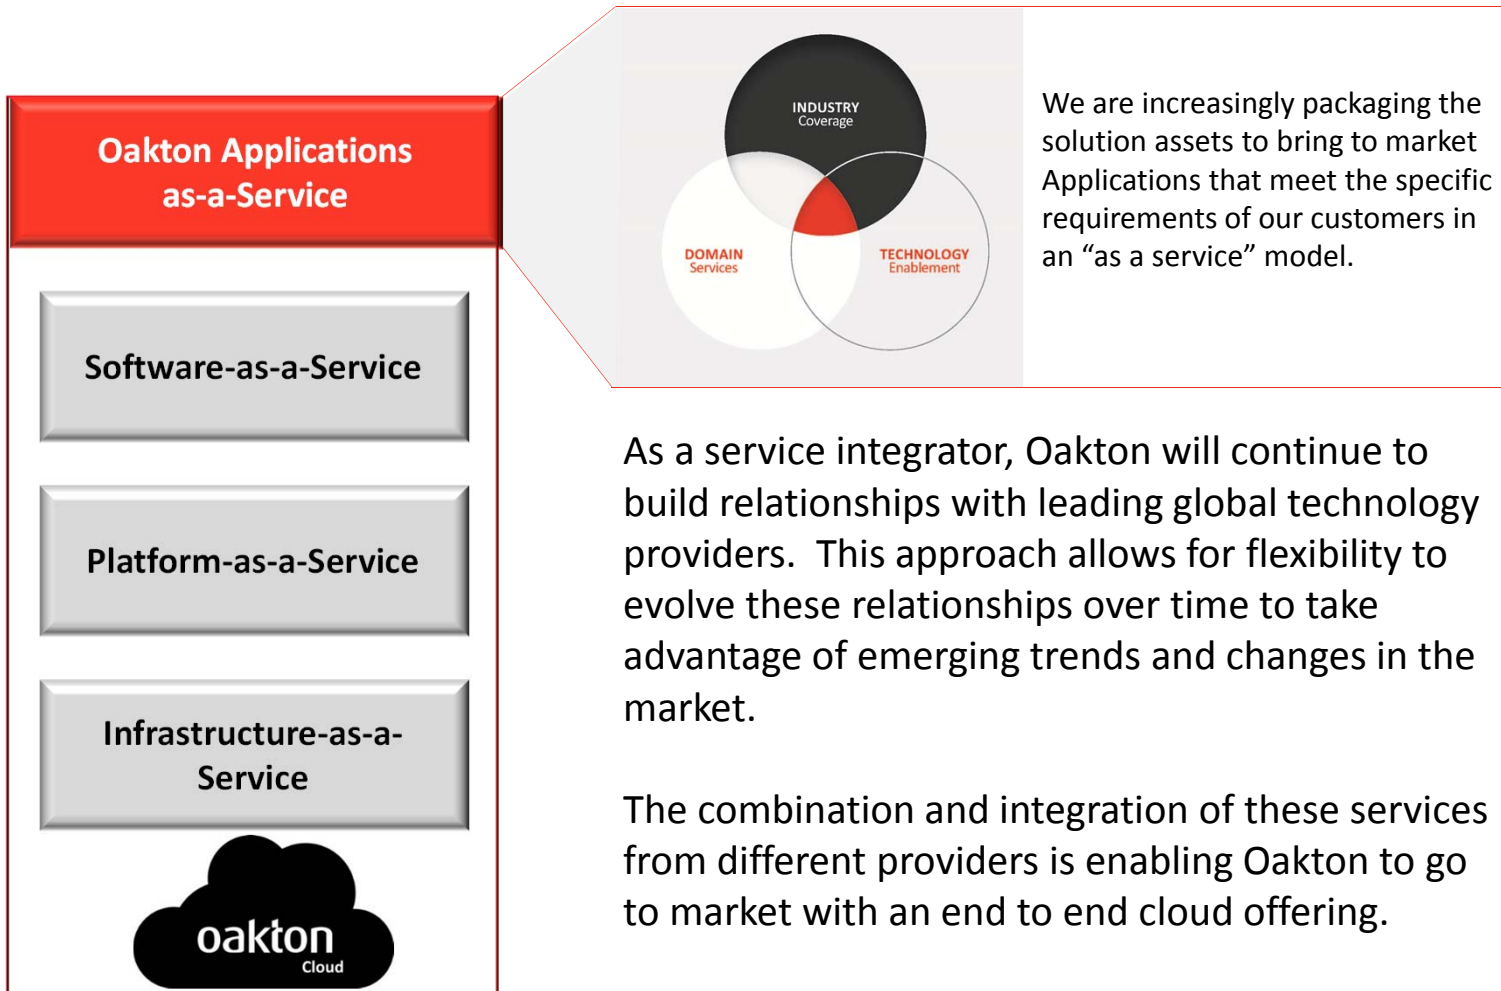 Oakton Applications
as-a-Service
Software-as-a-Service
Platform-as-a-Service
Infrastructure-as-a-
Service
oakton
Cloud
INDUSTRY
Coverage
DOMAIN
Services
TECHNOLOGY
Enablement
We are increasingly packaging the
solution assets to bring to market
Applications that meet the specific
requirements of our customers in
an “as a service” model.
As a service integrator, Oakton will continue to
build relationships with leading global technology
providers.  This approach allows for flexibility to
evolve these relationships over time to take
advantage of emerging trends and changes in the
market.
The combination and integration of these services
from different providers is enabling Oakton to go
to market with an end to end cloud offering.